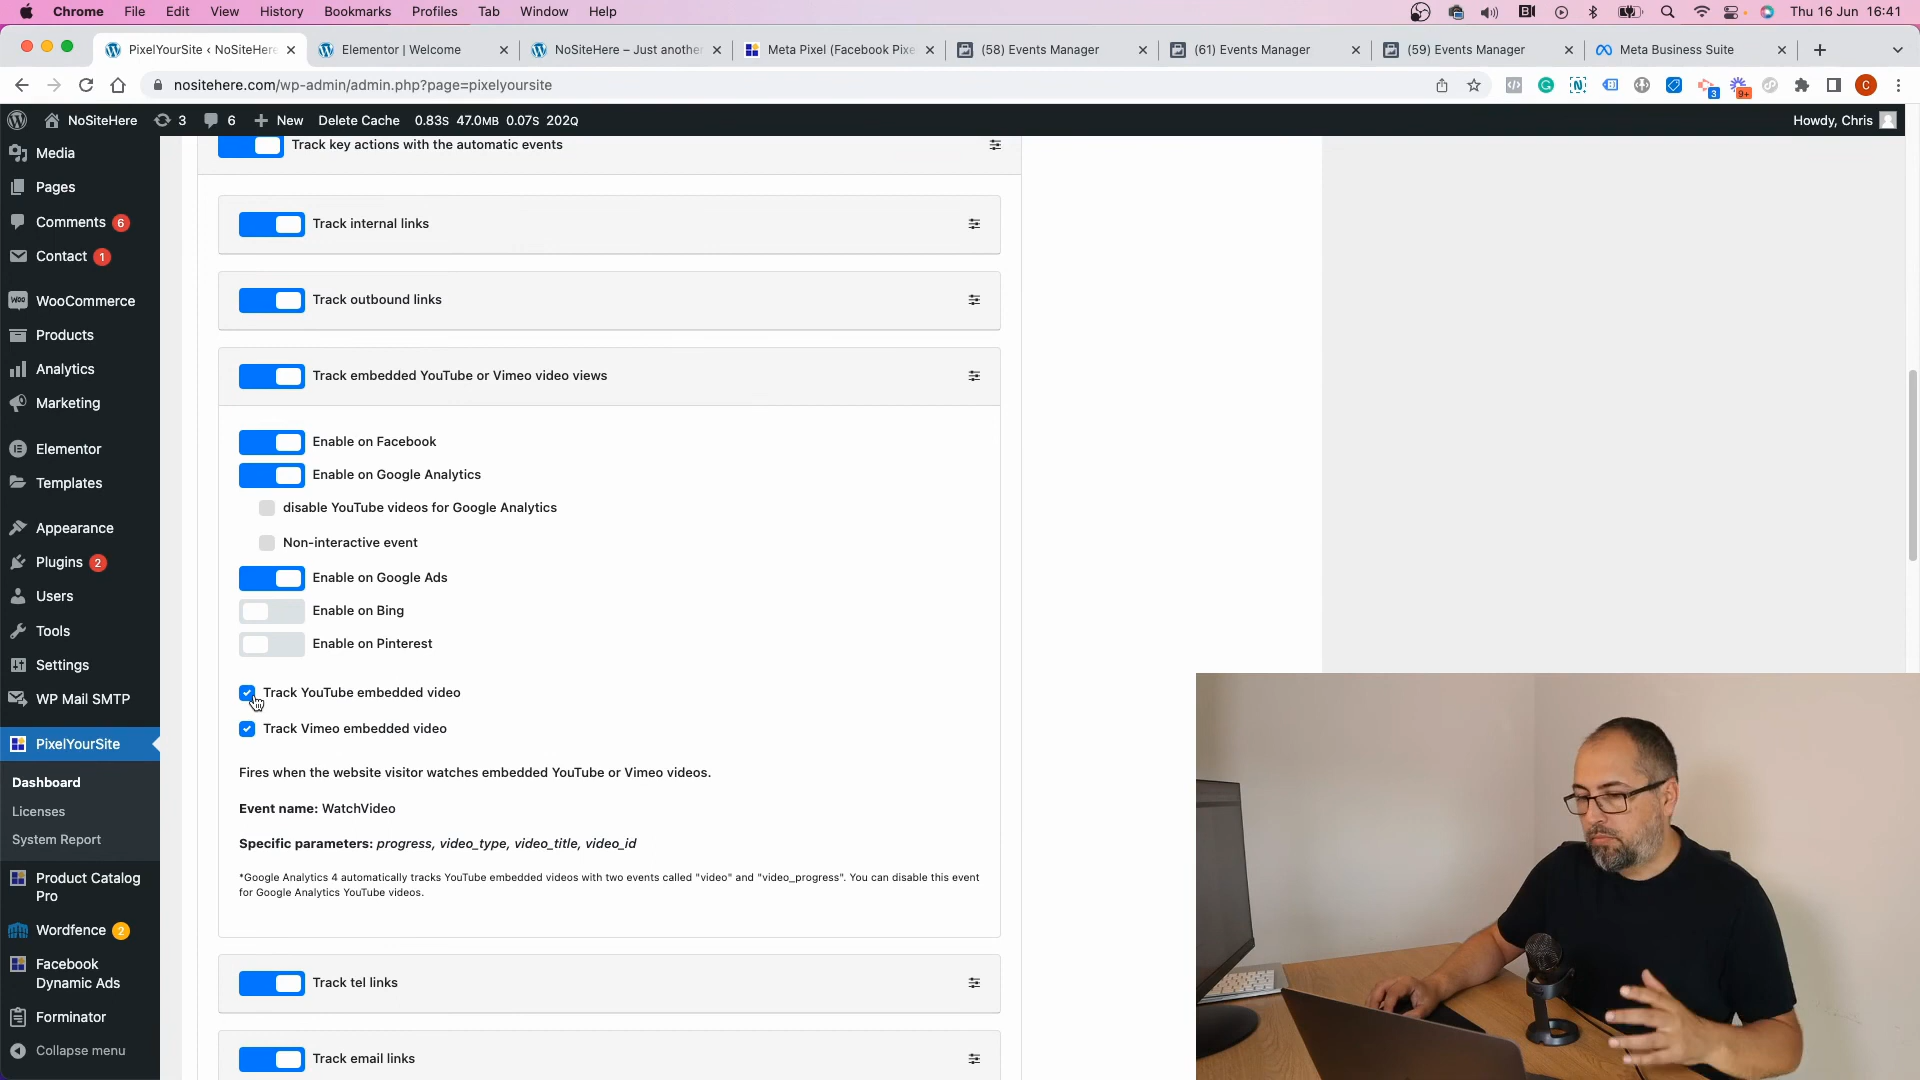 Chrome File Edit View History Bookmarks Profiles Tab Window Help Thu 16 Jun 16:41
PixelYourSite ‹ NoSiteHere Elementor | Welcome NoSiteHere – Just another Meta Pixel (Facebook Pixe (58) Events Manager (61) Events Manager (59) Events Manager Meta Business Suite
nositehere.com/wp-admin/admin.php?page=pixelyoursite 3 9+ C
NoSiteHere 3 6 New Delete Cache 0.83S 47.0MB 0.07S 202Q Howdy, Chris
Media
Pages
Comments 6
Contact 1
WooCommerce
Products
Analytics
Marketing
Elementor
Templates
Appearance
Plugins 2
Users
Tools
Settings
WP Mail SMTP
PixelYourSite
Dashboard
Licenses
System Report
Product Catalog
Pro
Wordfence 2
Facebook
Dynamic Ads
Forminator
Collapse menu
Track key actions with the automatic events
Track internal links
Track outbound links
Track embedded YouTube or Vimeo video views
Enable on Facebook
Enable on Google Analytics
disable YouTube videos for Google Analytics
Non-interactive event
Enable on Google Ads
Enable on Bing
Enable on Pinterest
Track YouTube embedded video
Track Vimeo embedded video
Fires when the website visitor watches embedded YouTube or Vimeo videos.
Event name: WatchVideo
Specific parameters: progress, video_type, video_title, video_id
*Google Analytics 4 automatically tracks YouTube embedded videos with two events called "video" and "video_progress". You can disable this event
for Google Analytics YouTube videos.
Track tel links
Track email links